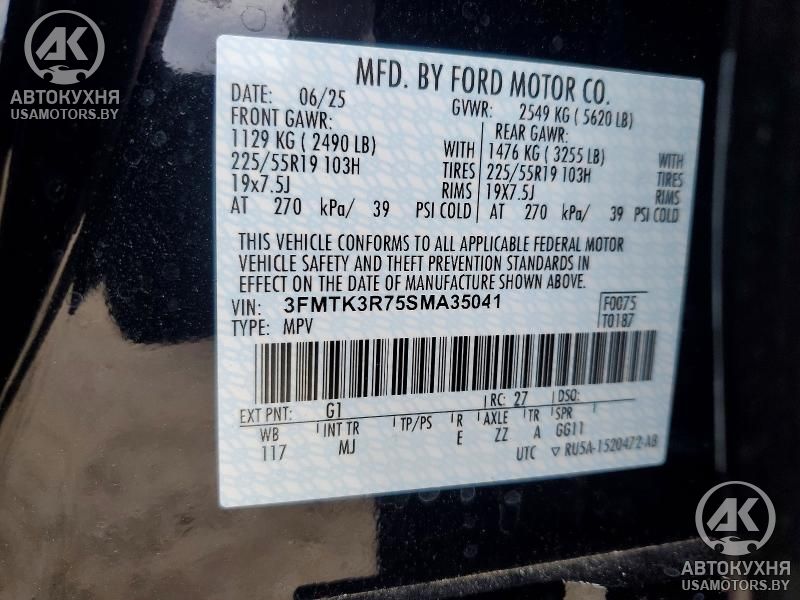 AK
АВТОКУХНЯ
USAMOTORS.BY
MFD. BY FORD MOTOR CO.
DATE: 06/25 GVWR: 2549 KG ( 5620 LB)
FRONT GAWR: REAR GAWR:
1129 KG ( 2490 LB) WITH 1476 KG ( 3255 LB) WITH
225/55R19 103H TIRES 225/55R19 103H TIRES
19x7.5J RIMS 19X7.5J RIMS
AT 270 kPa/ 39 PSI COLD AT 270 kPa/ 39 PSI COLD
THIS VEHICLE CONFORMS TO ALL APPLICABLE FEDERAL MOTOR
VEHICLE SAFETY AND THEFT PREVENTION STANDARDS IN
EFFECT ON THE DATE OF MANUFACTURE SHOWN ABOVE.
VIN: 3FMTK3R75SMA35041 F0075
TYPE: MPV T0187
EXT PNT: G1 RC: 27 DSO:
WB INT TR TP/PS R AXLE TR SPR
117 MJ E ZZ A GG11
UTC ▽ RU5A-1520472-AB
AK
АВТОКУХНЯ
USAMOTORS.BY